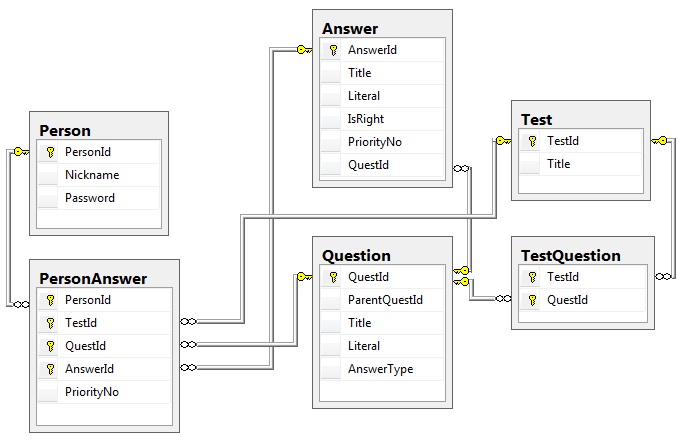 Answer
AnswerId
Title
Literal
IsRight
PriorityNo
QuestId
Test
TestId
Title
Person
PersonId
Nickname
Password
Question
QuestId
ParentQuestId
Title
Literal
AnswerType
TestQuestion
TestId
QuestId
PersonAnswer
PersonId
TestId
QuestId
AnswerId
PriorityNo